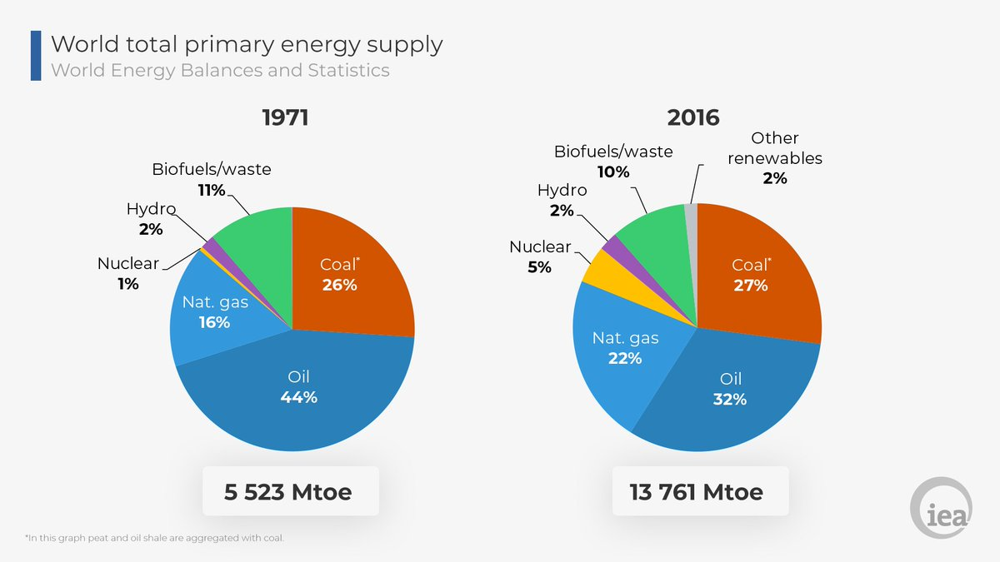 World total primary energy supply
World Energy Balances and Statistics
1971
Biofuels/waste
11%
Hydro
2%
Nuclear
1%
Nat. gas
16%
Coal*
26%
Oil
44%
5 523 Mtoe
2016
Other
renewables
2%
Biofuels/waste
10%
Hydro
2%
Nuclear
5%
Nat. gas
22%
Coal*
27%
Oil
32%
13 761 Mtoe
iea
*In this graph peat and oil shale are aggregated with coal.